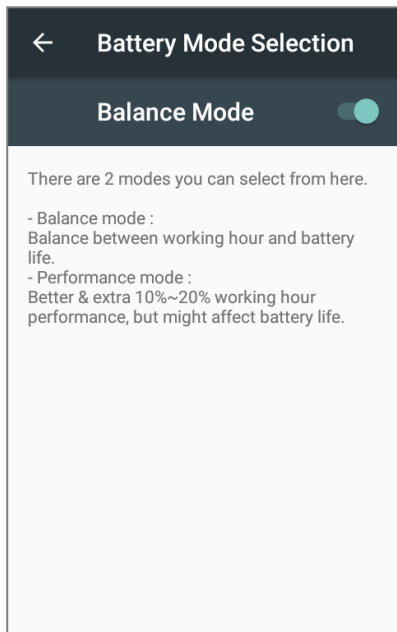 Battery Mode Selection
Balance Mode
There are 2 modes you can select from here.
- Balance mode :
Balance between working hour and battery
life.
- Performance mode :
Better & extra 10%~20% working hour
performance, but might affect battery life.